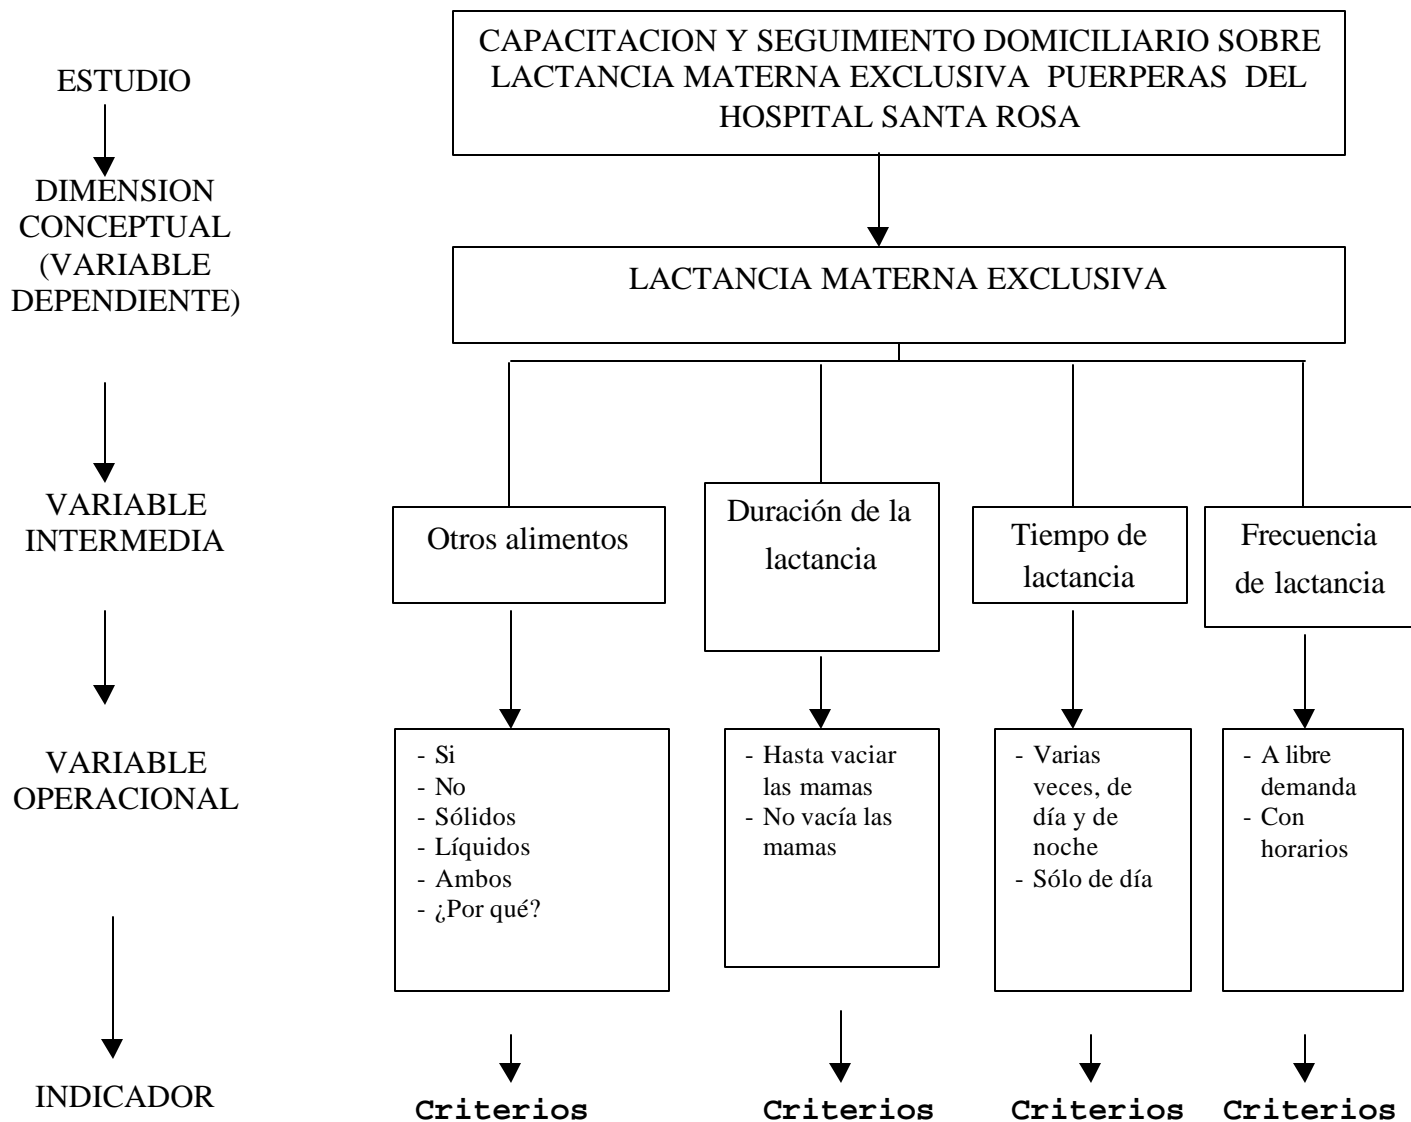 ESTUDIO
CAPACITACION Y SEGUIMIENTO DOMICILIARIO SOBRE
LACTANCIA MATERNA EXCLUSIVA PUERPERAS DEL
HOSPITAL SANTA ROSA
DIMENSION
CONCEPTUAL
(VARIABLE
DEPENDIENTE)
LACTANCIA MATERNA EXCLUSIVA
VARIABLE
INTERMEDIA
Otros alimentos
Duración de la
lactancia
Tiempo de
lactancia
Frecuencia
de lactancia
VARIABLE
OPERACIONAL
- Si
- No
- Sólidos
- Líquidos
- Ambos
- ¿Por qué?
- Hasta vaciar
las mamas
- No vacía las
mamas
- Varias
veces, de
día y de
noche
- Sólo de día
- A libre
demanda
- Con
horarios
INDICADOR
Criterios
Criterios
Criterios
Criterios